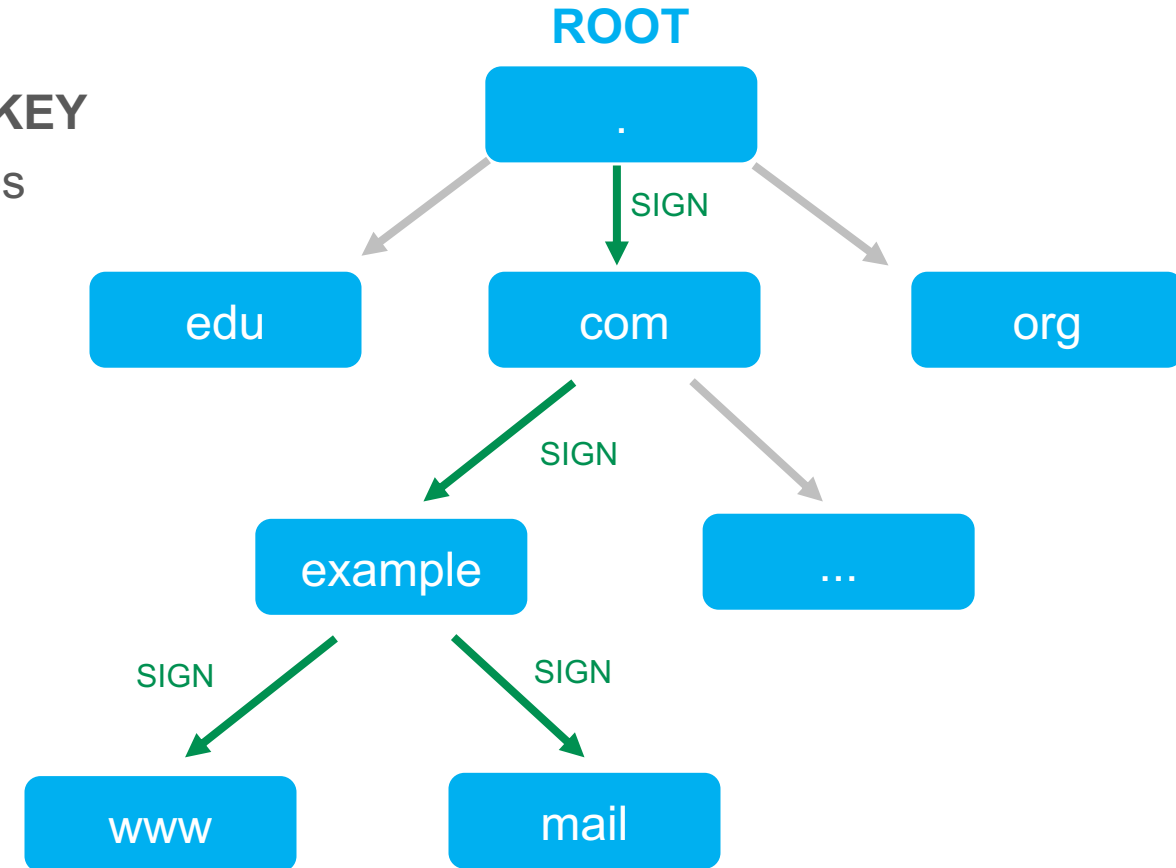 ROOT
KEY
s
.
SIGN
edu
com
org
SIGN
example
...
SIGN
SIGN
www
mail